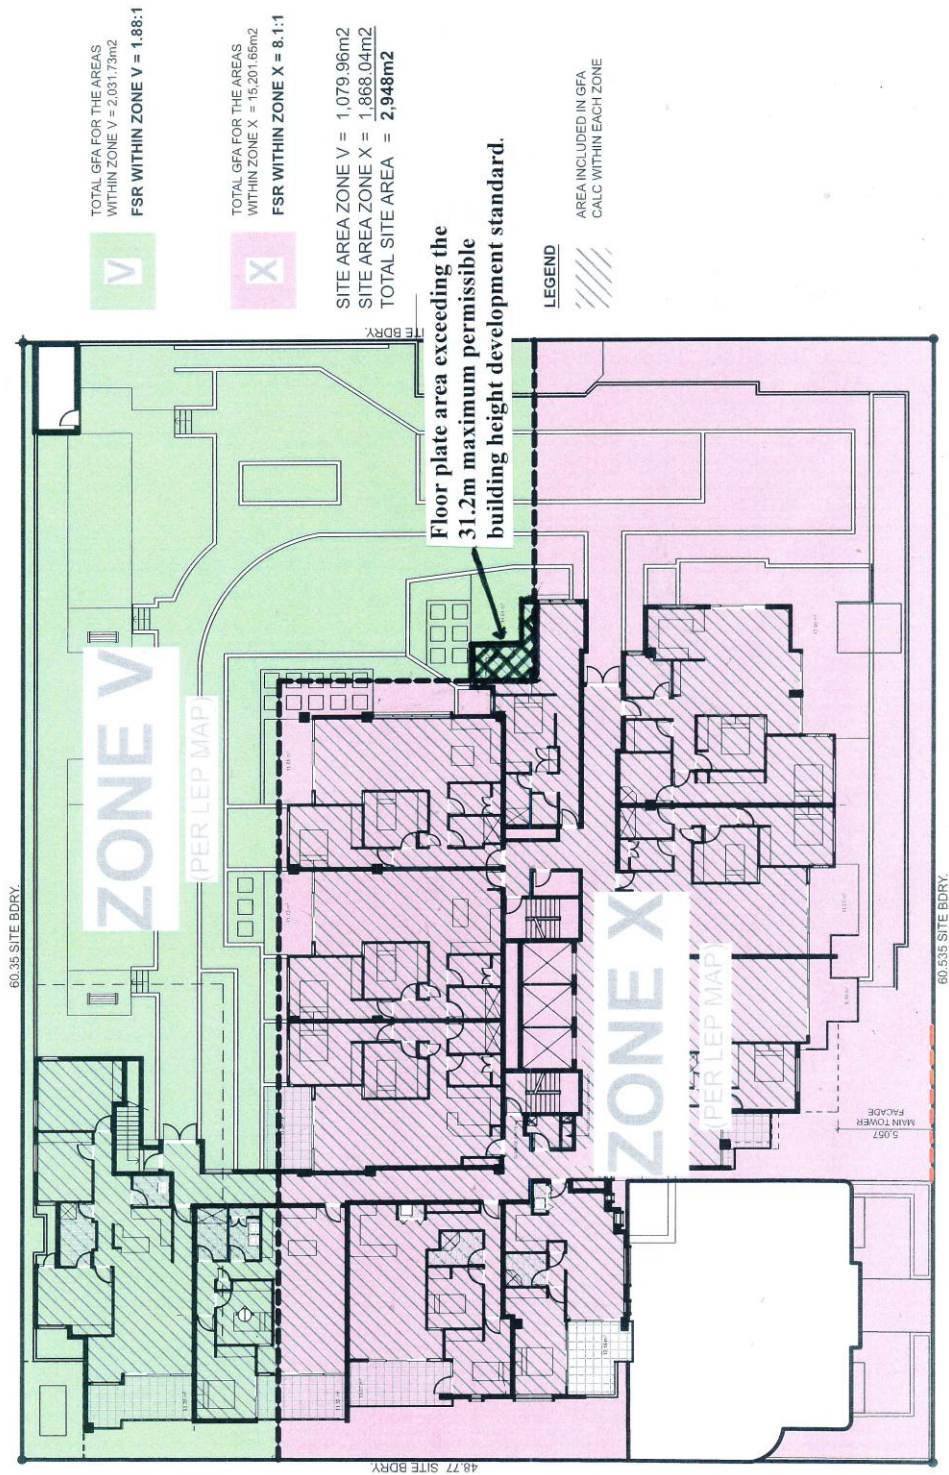 V
TOTAL GFA FOR THE AREAS
WITHIN ZONE V = 2,031.73m2
FSR WITHIN ZONE V = 1.88:1
X
TOTAL GFA FOR THE AREAS
WITHIN ZONE X = 15,201.65m2
FSR WITHIN ZONE X = 8.1:1
SITE AREA ZONE V = 1,079.96m2
SITE AREA ZONE X = 1,868.04m2
TOTAL SITE AREA = 2,948m2
Floor plate area exceeding the
31.2m maximum permissible
building height development standard.
LEGEND
AREA INCLUDED IN GFA
CALC WITHIN EACH ZONE
ITE BDRY.
60.35 SITE BDRY.
ZONE V
(PER LEP MAP)
ZONE X
(PER LEP MAP)
5.057
MAIN TOWER
FACADE
48.77 SITE BDRY.
60.535 SITE BDRY.